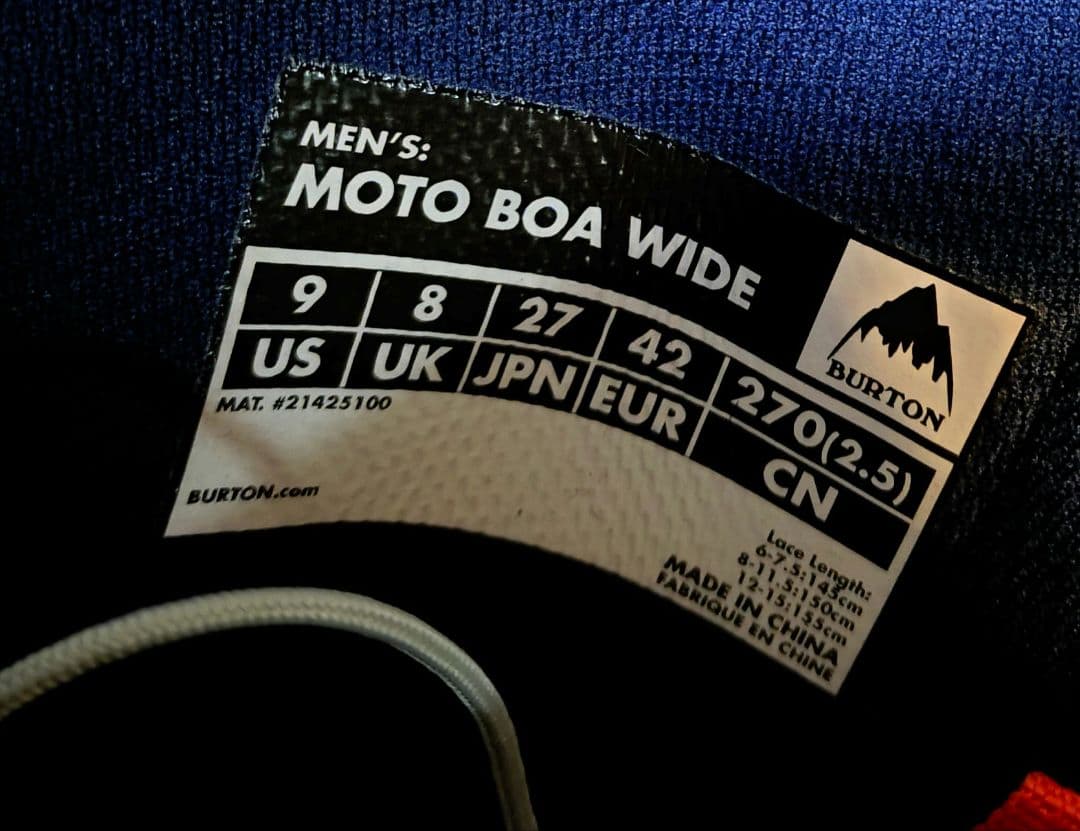 MEN'S:
MOTO BOA WIDE
9 8 27 42 270(2.5)
US UK JPN EUR CN
BURTON
MAT. #21425100
BURTON.com
Lace Length:
6-7.5:145cm
8-11.5:150cm
12-15:155cm
MADE IN CHINA
FABRIQUE EN CHINE